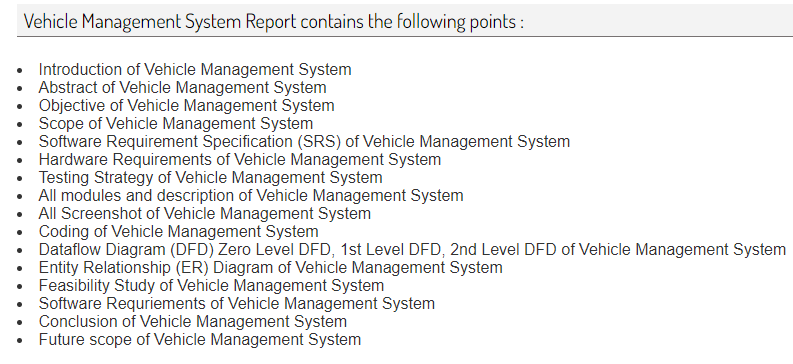 Vehicle Management System Report contains the following points :
• Introduction of Vehicle Management System
• Abstract of Vehicle Management System
• Objective of Vehicle Management System
• Scope of Vehicle Management System
• Software Requirement Specification (SRS) of Vehicle Management System
• Hardware Requirements of Vehicle Management System
• Testing Strategy of Vehicle Management System
• All modules and description of Vehicle Management System
• All Screenshot of Vehicle Management System
• Coding of Vehicle Management System
• Dataflow Diagram (DFD) Zero Level DFD, 1st Level DFD, 2nd Level DFD of Vehicle Management System
• Entity Relationship (ER) Diagram of Vehicle Management System
• Feasibility Study of Vehicle Management System
• Software Requriements of Vehicle Management System
• Conclusion of Vehicle Management System
• Future scope of Vehicle Management System